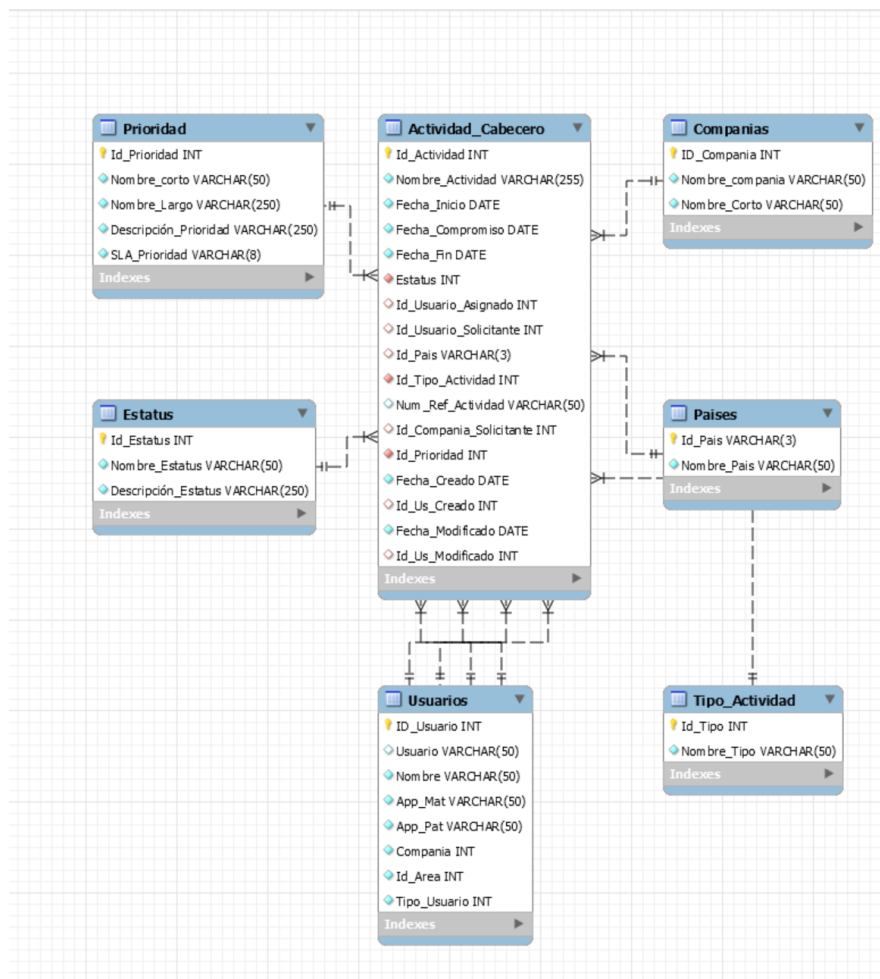 Prioridad
Id_Prioridad INT
Nombre_corto VARCHAR(50)
Nombre_Largo VARCHAR(250)
Descripción_Prioridad VARCHAR(250)
SLA_Prioridad VARCHAR(8)
Indexes
Actividad_Cabecero
Id_Actividad INT
Nombre_Actividad VARCHAR(255)
Fecha_Inicio DATE
Fecha_Compromiso DATE
Fecha_Fin DATE
Estatus INT
Id_Usuario_Asignado INT
Id_Usuario_Solicitante INT
Id_Pais VARCHAR(3)
Id_Tipo_Actividad INT
Num_Ref_Actividad VARCHAR(50)
Id_Compania_Solicitante INT
Id_Prioridad INT
Fecha_Creado DATE
Id_Us_Creado INT
Fecha_Modificado DATE
Id_Us_Modificado INT
Indexes
Companias
ID_Compania INT
Nombre_compania VARCHAR(50)
Nombre_Corto VARCHAR(50)
Indexes
Estatus
Id_Estatus INT
Nombre_Estatus VARCHAR(50)
Descripción_Estatus VARCHAR(250)
Indexes
Paises
Id_Pais VARCHAR(3)
Nombre_Pais VARCHAR(50)
Indexes
Usuarios
ID_Usuario INT
Usuario VARCHAR(50)
Nombre VARCHAR(50)
App_Mat VARCHAR(50)
App_Pat VARCHAR(50)
Compania INT
Id_Area INT
Tipo_Usuario INT
Indexes
Tipo_Actividad
Id_Tipo INT
Nombre_Tipo VARCHAR(50)
Indexes